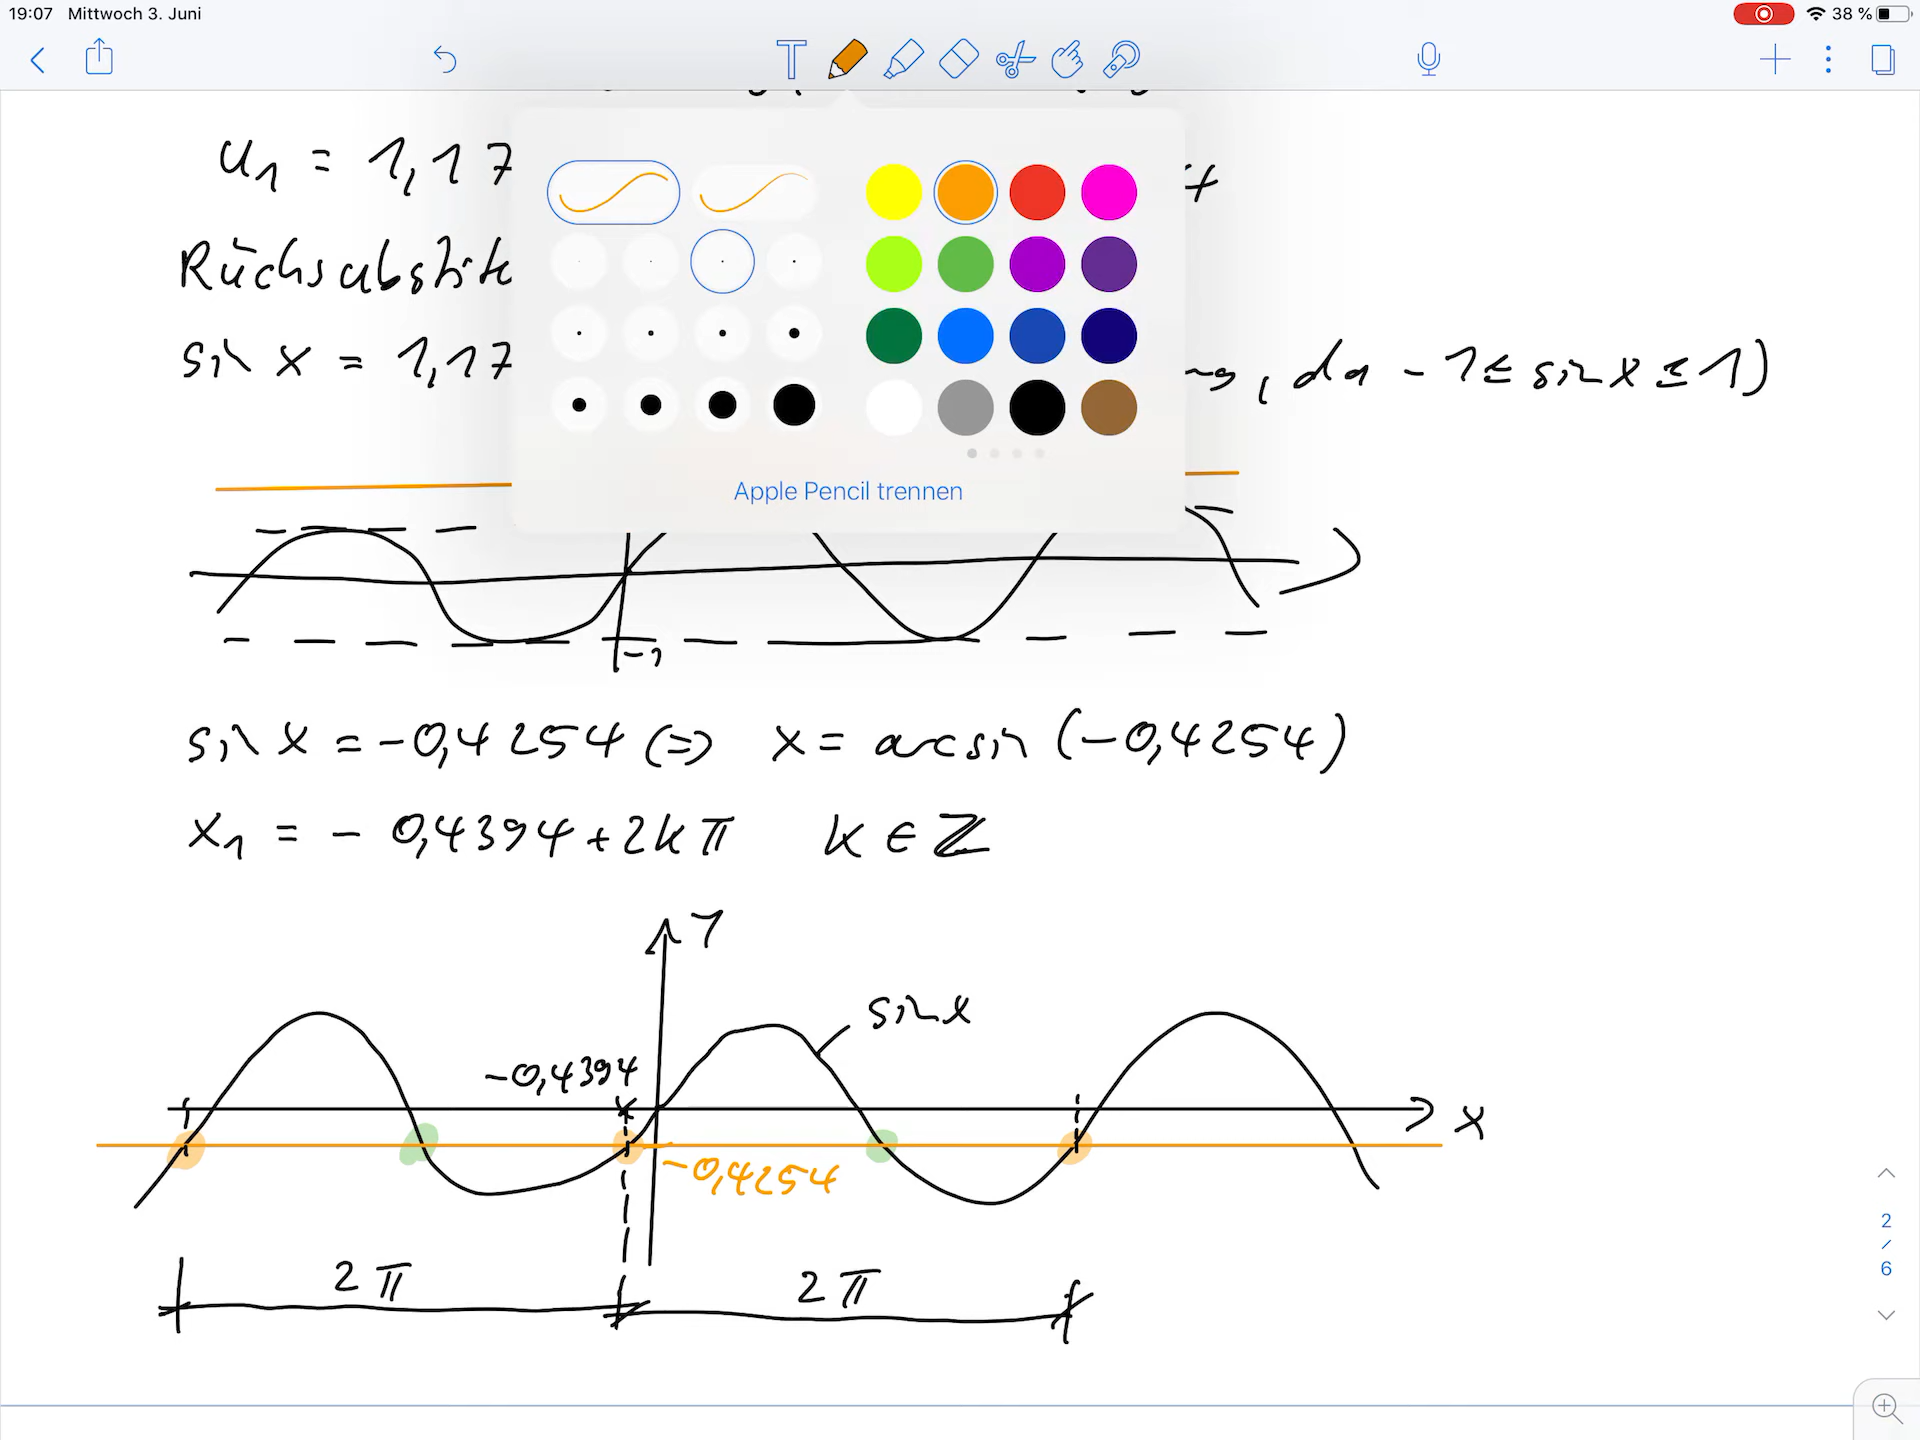 19:07 Mittwoch 3. Juni 38 %
T
u₁ = 1,17
sin x = 1,17 , da -1 ≤ sin x ≤ 1)
Apple Pencil trennen
-1
sin x = -0,4254 (=) x = arcsin (-0,4254)
x₁ = - 0,4394 + 2kπ k ∈ ℤ
y
sin x
-0,4394
x
-0,4254
2π 2π
2
/
6